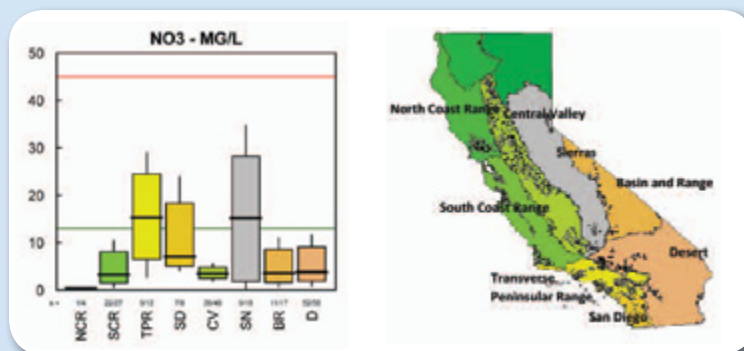 NO3 - MG/L
50
40
30
20
10
0
NCR
SCR
TPR
SD
CV
SN
BR
D
North Coast Range
Central Valley
Sierras
Basin and Range
South Coast Range
Desert
Transverse
Peninsular Range
San Diego